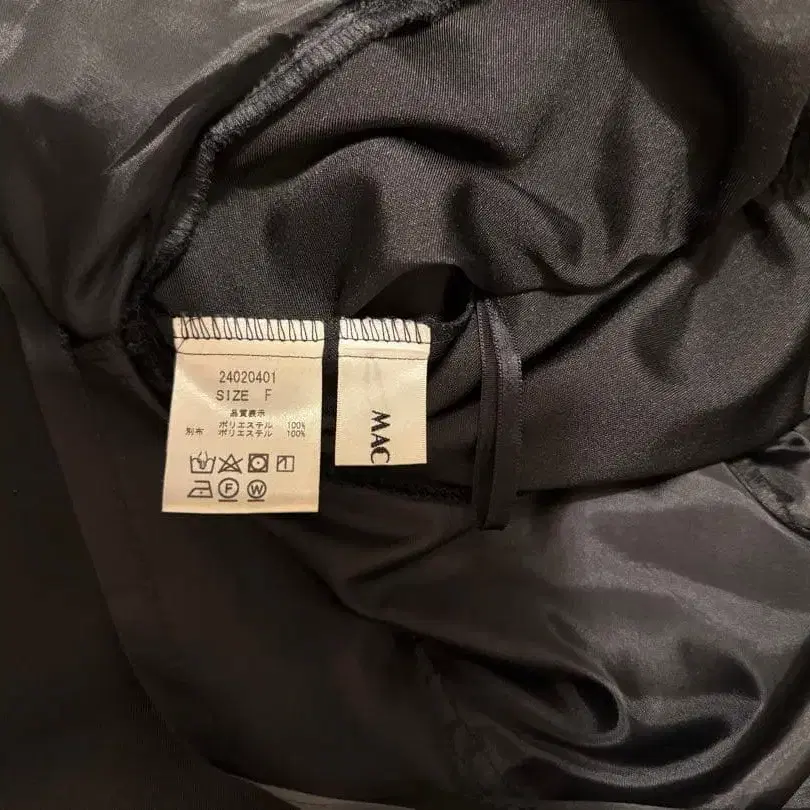 24020401
SIZE F
品質表示
ポリエステル 100%
別布 ポリエステル 100%
F W
MAC